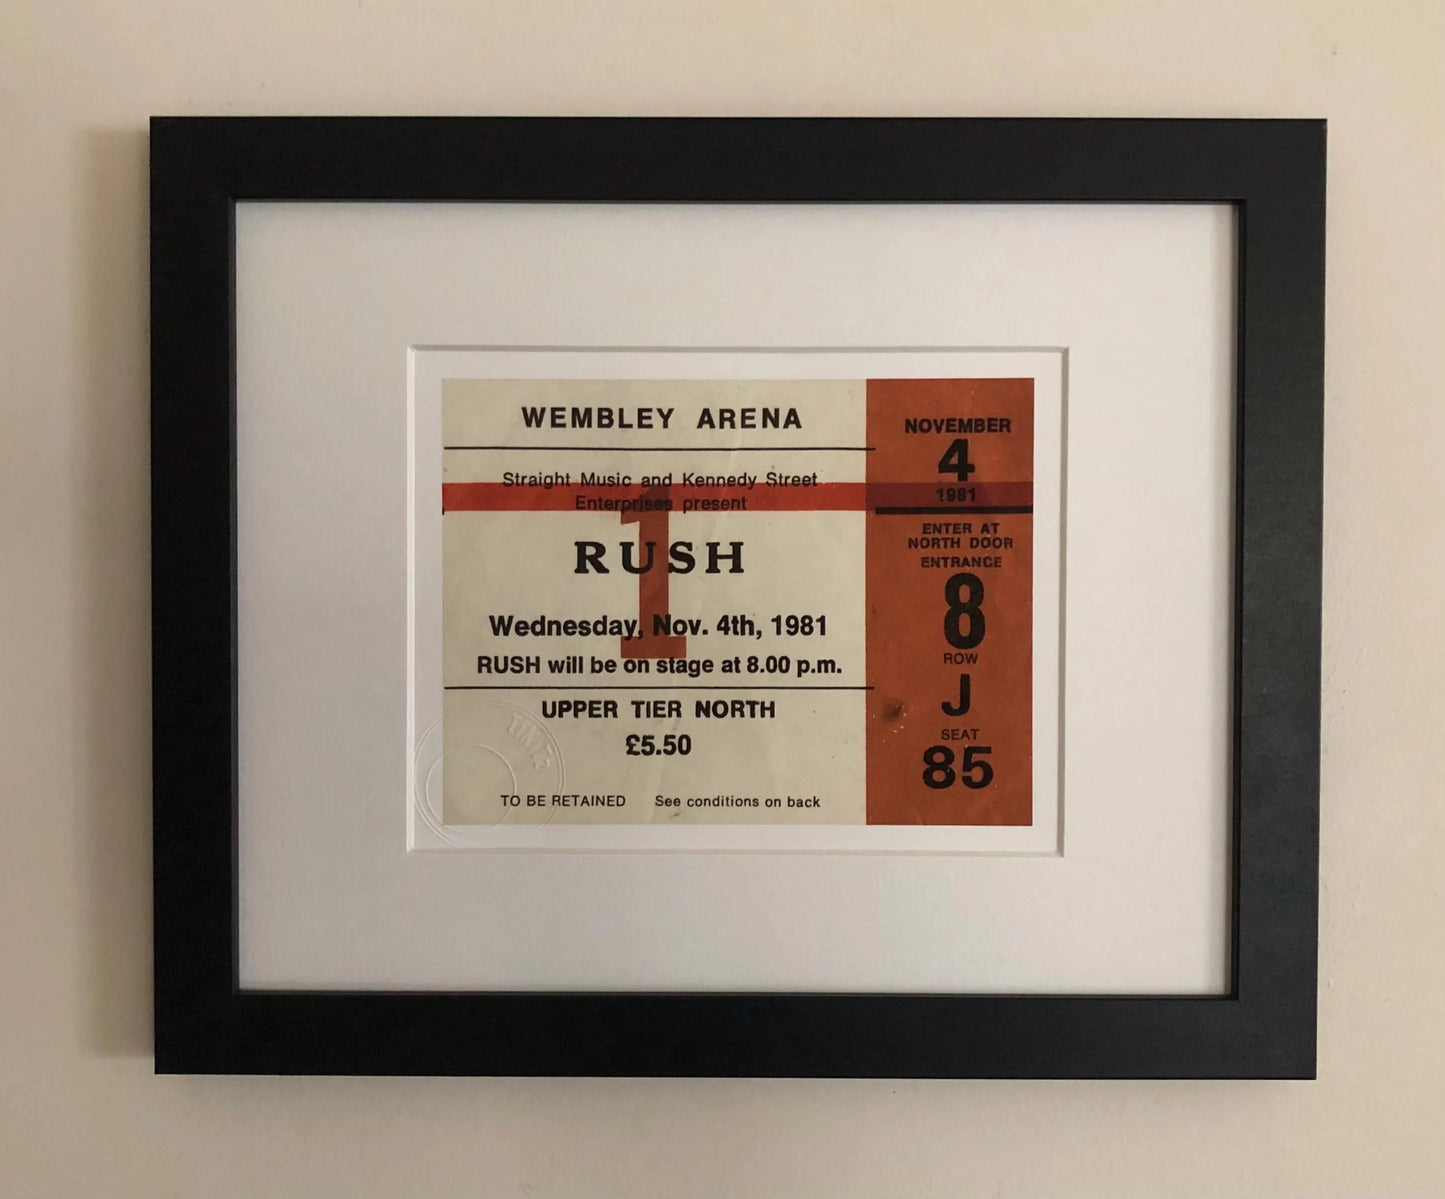 WEMBLEY ARENA
Straight Music and Kennedy Street
Enterprises present
1
RUSH
Wednesday, Nov. 4th, 1981
RUSH will be on stage at 8.00 p.m.
UPPER TIER NORTH
£5.50
TO BE RETAINED See conditions on back
NOVEMBER
4
1981
ENTER AT
NORTH DOOR
ENTRANCE
8
ROW
J
SEAT
85